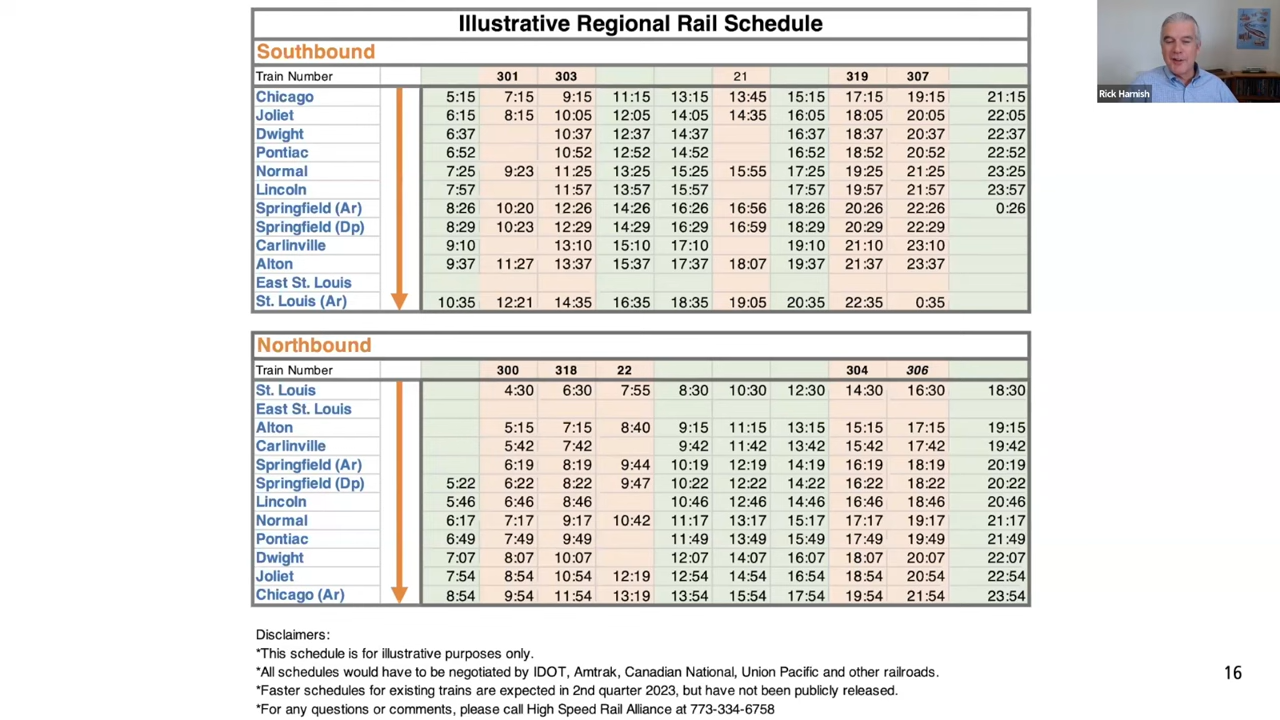 Illustrative Regional Rail Schedule
Southbound
Train Number 301 303 21 319 307
Chicago 5:15 7:15 9:15 11:15 13:15 13:45 15:15 17:15 19:15 21:15
Joliet 6:15 8:15 10:05 12:05 14:05 14:35 16:05 18:05 20:05 22:05
Dwight 6:37 10:37 12:37 14:37 16:37 18:37 20:37 22:37
Pontiac 6:52 10:52 12:52 14:52 16:52 18:52 20:52 22:52
Normal 7:25 9:23 11:25 13:25 15:25 15:55 17:25 19:25 21:25 23:25
Lincoln 7:57 11:57 13:57 15:57 17:57 19:57 21:57 23:57
Springfield (Ar) 8:26 10:20 12:26 14:26 16:26 16:56 18:26 20:26 22:26 0:26
Springfield (Dp) 8:29 10:23 12:29 14:29 16:29 16:59 18:29 20:29 22:29
Carlinville 9:10 13:10 15:10 17:10 19:10 21:10 23:10
Alton 9:37 11:27 13:37 15:37 17:37 18:07 19:37 21:37 23:37
East St. Louis
St. Louis (Ar) 10:35 12:21 14:35 16:35 18:35 19:05 20:35 22:35 0:35
Northbound
Train Number 300 318 22 304 306
St. Louis 4:30 6:30 7:55 8:30 10:30 12:30 14:30 16:30 18:30
East St. Louis
Alton 5:15 7:15 8:40 9:15 11:15 13:15 15:15 17:15 19:15
Carlinville 5:42 7:42 9:42 11:42 13:42 15:42 17:42 19:42
Springfield (Ar) 6:19 8:19 9:44 10:19 12:19 14:19 16:19 18:19 20:19
Springfield (Dp) 5:22 6:22 8:22 9:47 10:22 12:22 14:22 16:22 18:22 20:22
Lincoln 5:46 6:46 8:46 10:46 12:46 14:46 16:46 18:46 20:46
Normal 6:17 7:17 9:17 10:42 11:17 13:17 15:17 17:17 19:17 21:17
Pontiac 6:49 7:49 9:49 11:49 13:49 15:49 17:49 19:49 21:49
Dwight 7:07 8:07 10:07 12:07 14:07 16:07 18:07 20:07 22:07
Joliet 7:54 8:54 10:54 12:19 12:54 14:54 16:54 18:54 20:54 22:54
Chicago (Ar) 8:54 9:54 11:54 13:19 13:54 15:54 17:54 19:54 21:54 23:54
Disclaimers:
*This schedule is for illustrative purposes only.
*All schedules would have to be negotiated by IDOT, Amtrak, Canadian National, Union Pacific and other railroads.
*Faster schedules for existing trains are expected in 2nd quarter 2023, but have not been publicly released.
*For any questions or comments, please call High Speed Rail Alliance at 773-334-6758
16
Rick Harnish